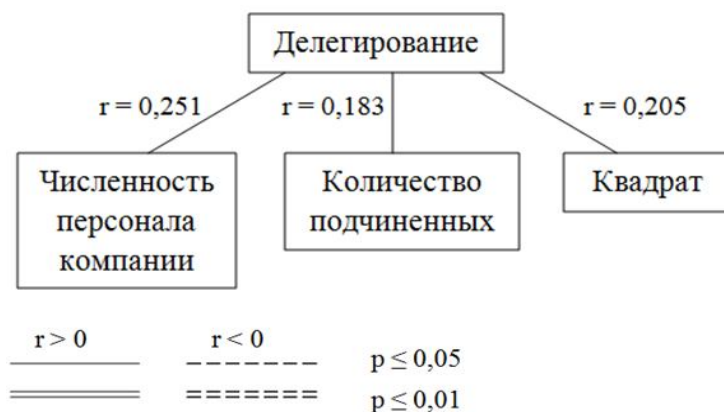 Делегирование
r = 0,251
r = 0,183
r = 0,205
Численность
персонала
компании
Количество
подчиненных
Квадрат
r > 0
r < 0
p ≤ 0,05
p ≤ 0,01